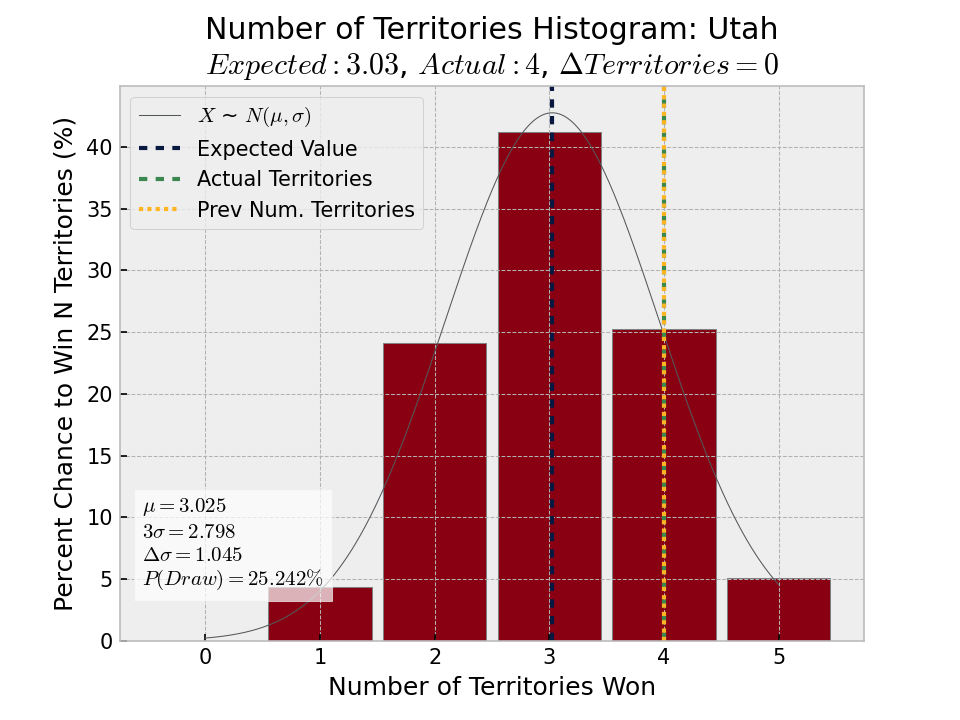 Number of Territories Histogram: Utah
Expected : 3.03, Actual : 4, ΔTerritories = 0
X ~ N(μ, σ)
Expected Value
Actual Territories
Prev Num. Territories
Percent Chance to Win N Territories (%)
40
35
30
25
20
15
10
5
0
μ = 3.025
3σ = 2.798
Δσ = 1.045
P(Draw) = 25.242%
0 1 2 3 4 5
Number of Territories Won